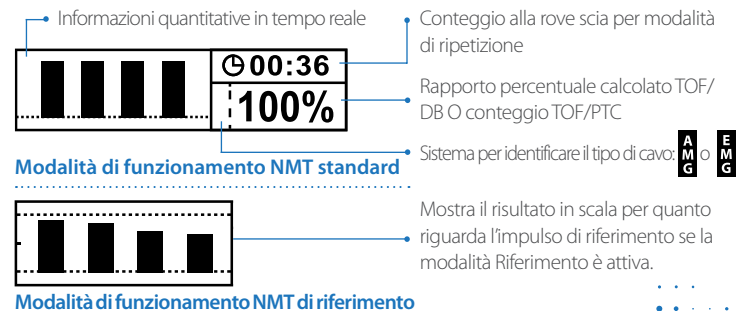 Informazioni quantitative in tempo reale
Conteggio alla rove scia per modalità
di ripetizione
00:36
100%
Rapporto percentuale calcolato TOF/
DB O conteggio TOF/PTC
Sistema per identificare il tipo di cavo: AMG o EMG
Modalità di funzionamento NMT standard
Mostra il risultato in scala per quanto
riguarda l'impulso di riferimento se la
modalità Riferimento è attiva.
Modalità di funzionamento NMT di riferimento